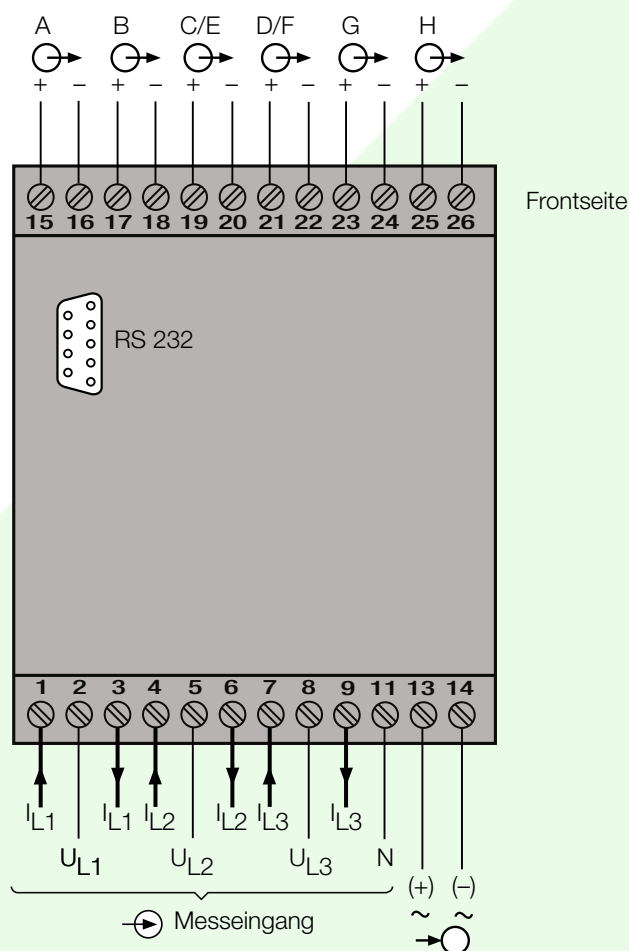 A B C/E D/F G H
+ – + – + – + – + – + –
15 16 17 18 19 20 21 22 23 24 25 26
Frontseite
RS 232
1 2 3 4 5 6 7 8 9 11 13 14
IL1 IL1 IL2 IL2 IL3 IL3
UL1 UL2 UL3 N (+) (–)
~ ~
Messeingang